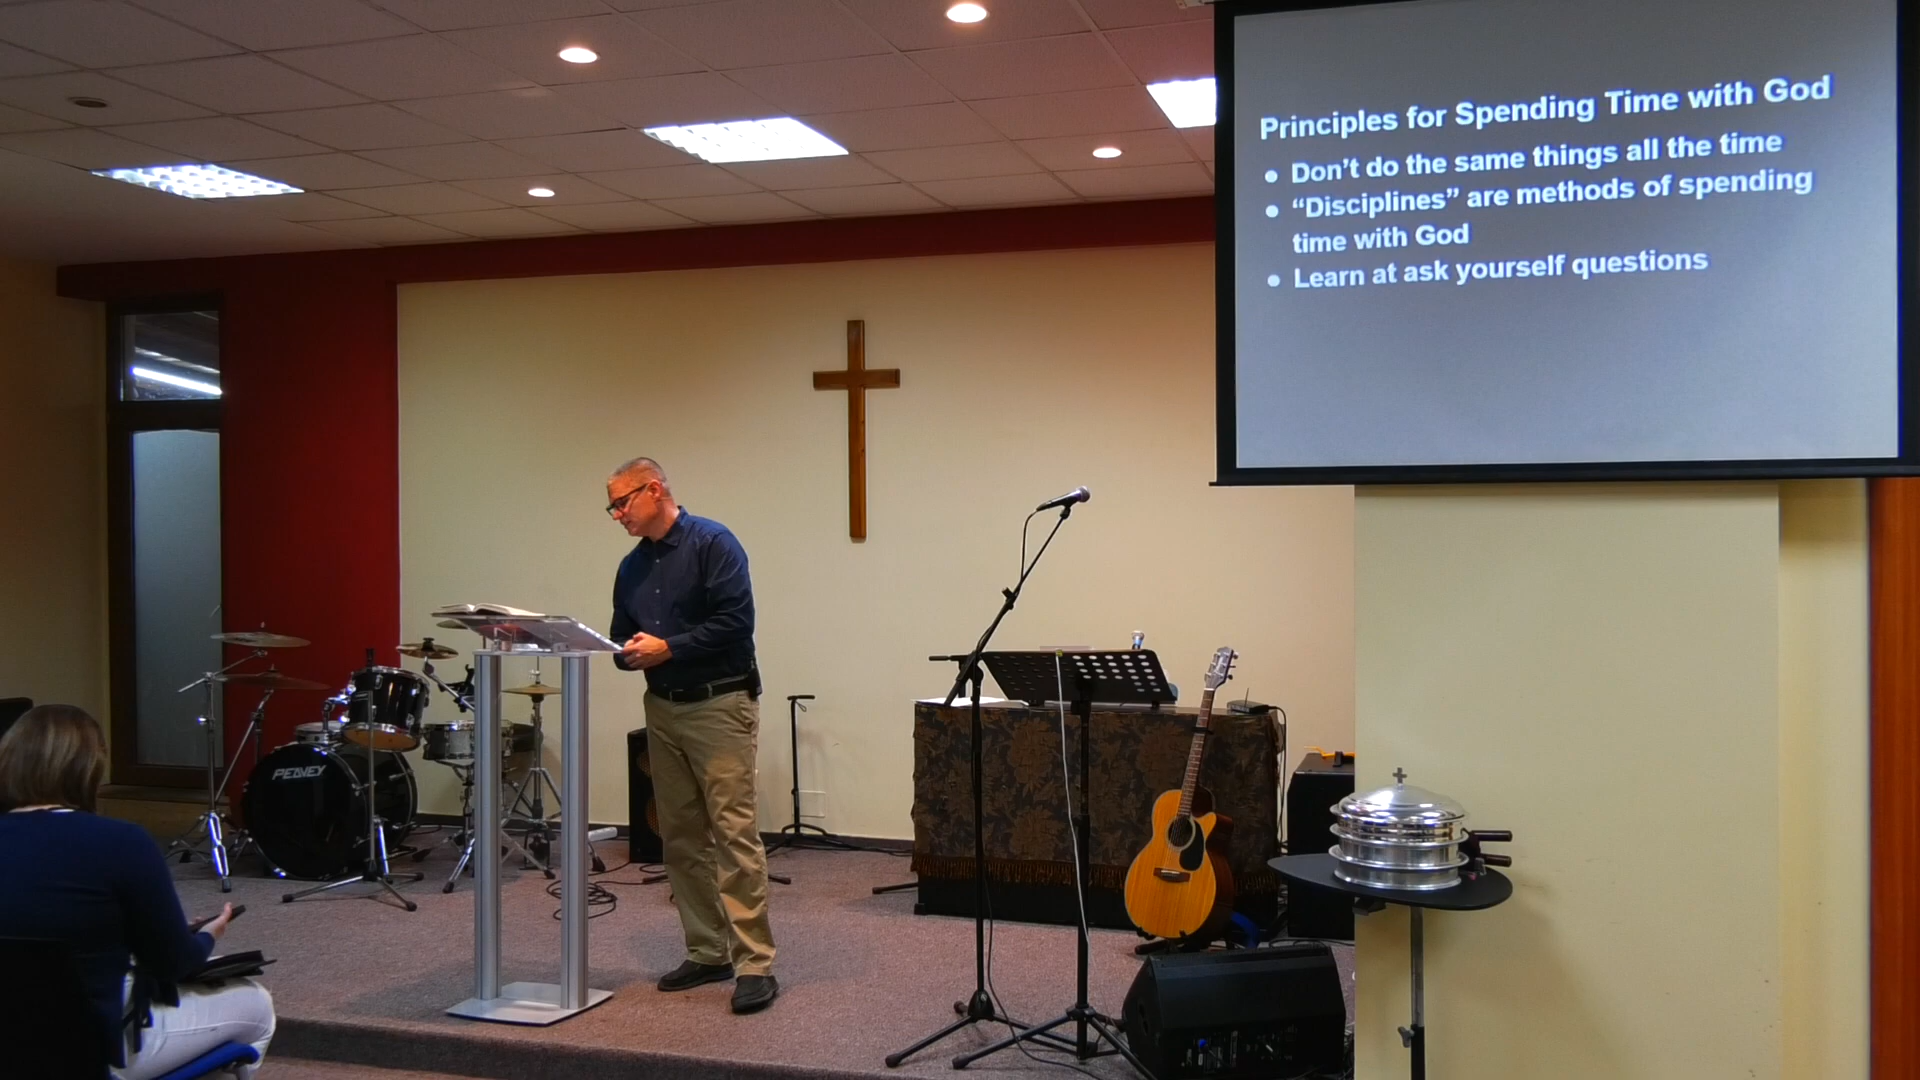 Principles for Spending Time with God
• Don't do the same things all the time
• “Disciplines” are methods of spending
time with God
• Learn at ask yourself questions
PEAVEY